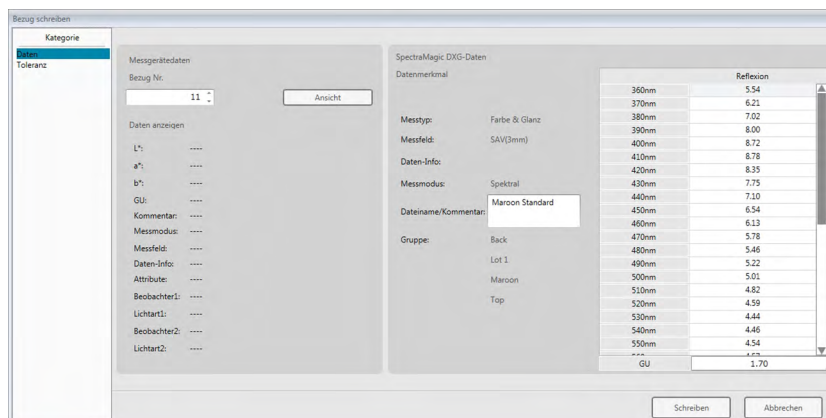 Bezug schreiben
Kategorie
Daten
Toleranz
Messgerätedaten
Bezug Nr.
11
Ansicht
Daten anzeigen
L*: ----
a*: ----
b*: ----
GU: ----
Kommentar: ----
Messmodus: ----
Messfeld: ----
Daten-Info: ----
Attribute: ----
Beobachter1: ----
Lichtart1: ----
Beobachter2: ----
Lichtart2: ----
SpectraMagic DXG-Daten
Datenmerkmal
Messtyp: Farbe & Glanz
Messfeld: SAV(3mm)
Daten-Info:
Messmodus: Spektral
Dateiname/Kommentar: Maroon Standard
Gruppe: Back
Lot 1
Maroon
Top
Reflexion
360nm 5.54
370nm 6.21
380nm 7.02
390nm 8.00
400nm 8.72
410nm 8.78
420nm 8.35
430nm 7.75
440nm 7.10
450nm 6.54
460nm 6.13
470nm 5.78
480nm 5.46
490nm 5.22
500nm 5.01
510nm 4.82
520nm 4.59
530nm 4.44
540nm 4.46
550nm 4.54
GU 1.70
Schreiben
Abbrechen